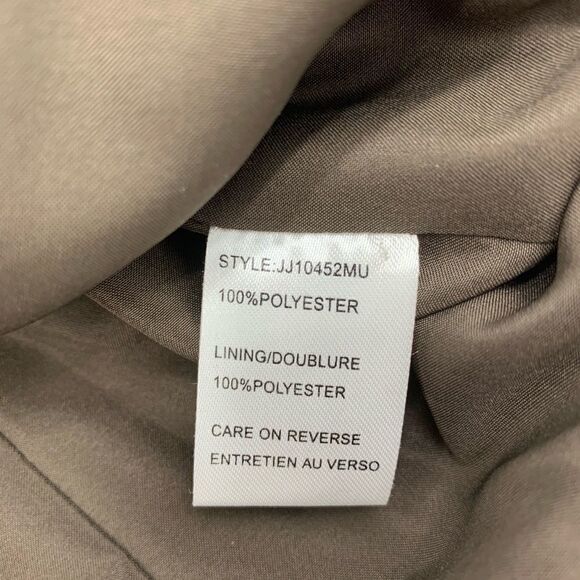 STYLE:JJ10452MU
100%POLYESTER
LINING/DOUBLURE
100%POLYESTER
CARE ON REVERSE
ENTRETIEN AU VERSO